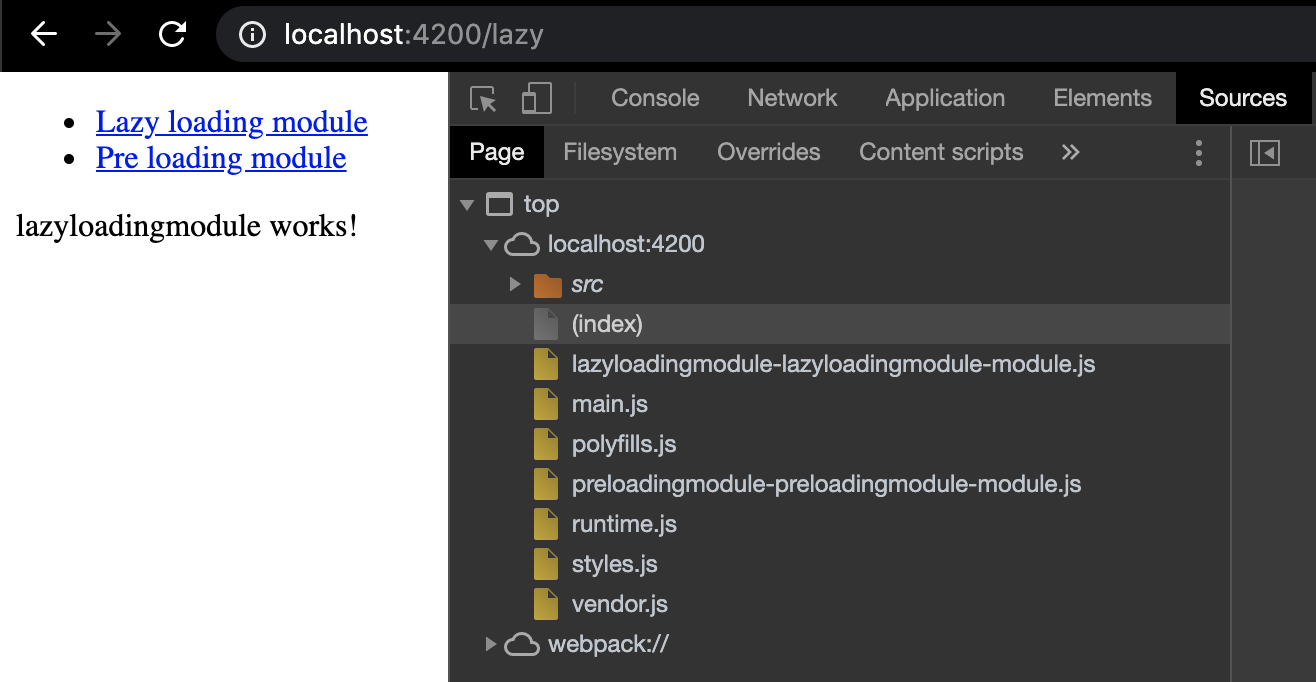 localhost:4200/lazy
Lazy loading module
Pre loading module
lazyloadingmodule works!
Console Network Application Elements Sources
Page Filesystem Overrides Content scripts »
top
localhost:4200
src
(index)
lazyloadingmodule-lazyloadingmodule-module.js
main.js
polyfills.js
preloadingmodule-preloadingmodule-module.js
runtime.js
styles.js
vendor.js
webpack://